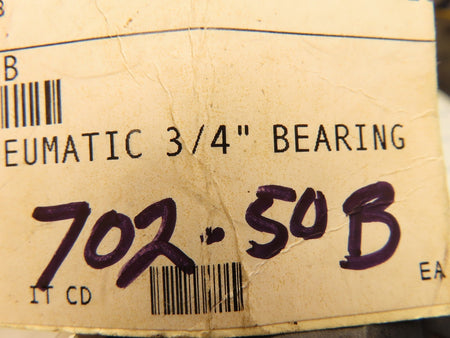 B
EUMATIC 3/4" BEARING
702-50B
IT CD
EA